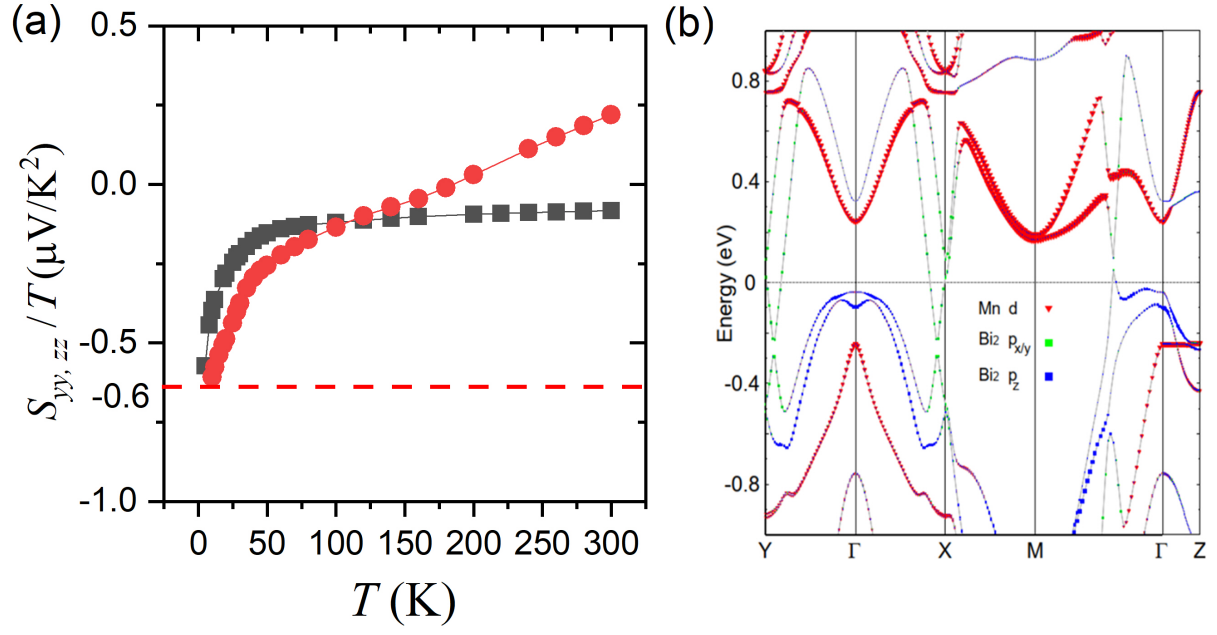 (a)
S_yy, zz / T (μV/K²)
0.5
0.0
-0.5
-0.6
-1.0
0 50 100 150 200 250 300
T (K)
(b)
Energy (eV)
0.8
0.4
0
-0.4
-0.8
Mn d
Bi2 p_x/y
Bi2 p_z
Y Γ X M Γ Z